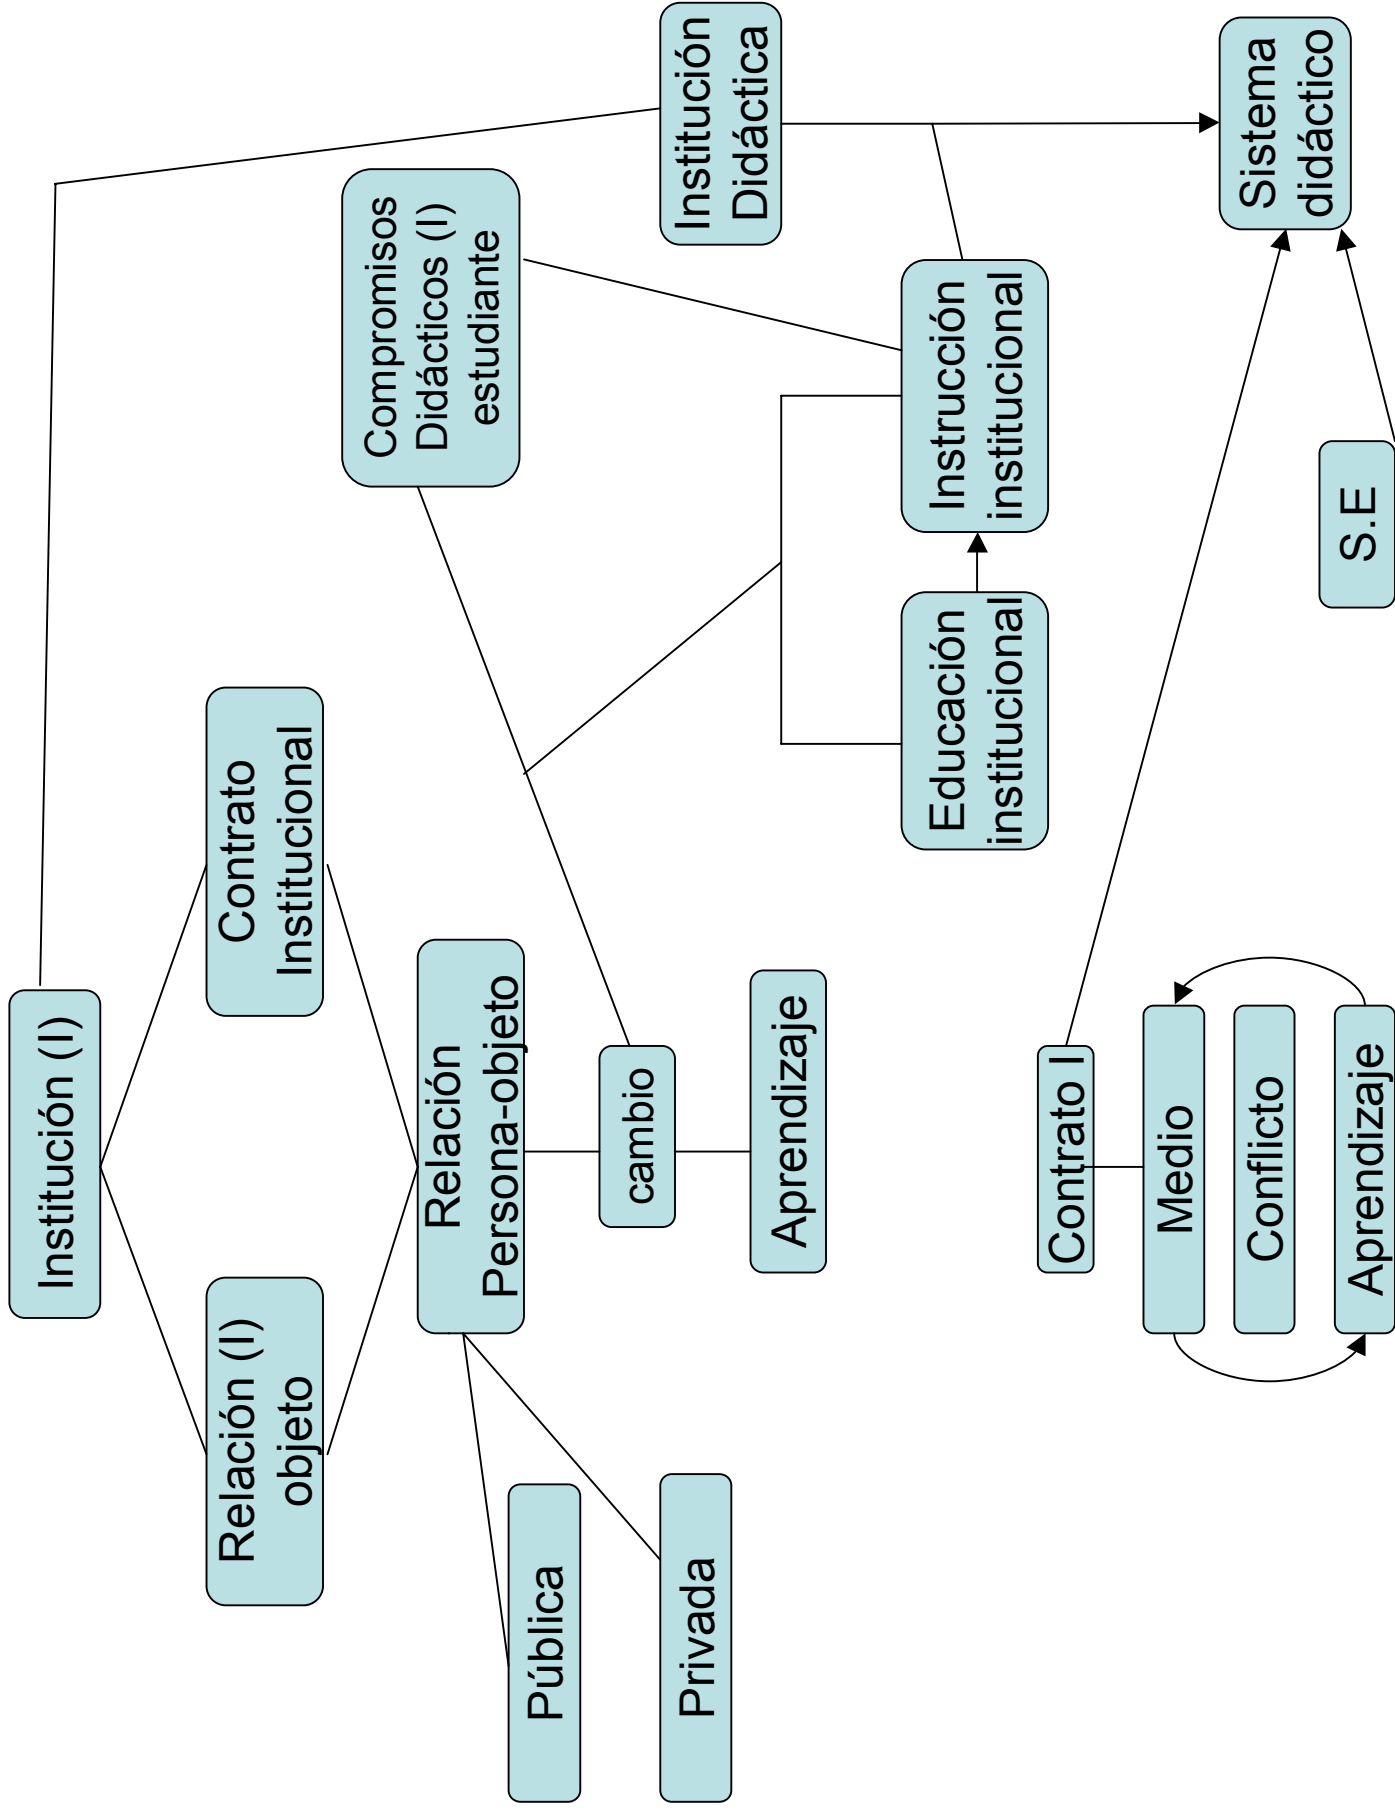 Institución (I)
Relación (I)
objeto
Contrato
Institucional
Relación
Persona-objeto
Pública
Privada
cambio
Aprendizaje
Compromisos
Didácticos (I)
estudiante
Institución
Didáctica
Educación
institucional
Instrucción
institucional
Contrato I
Medio
Conflicto
Aprendizaje
S.E
Sistema
didáctico